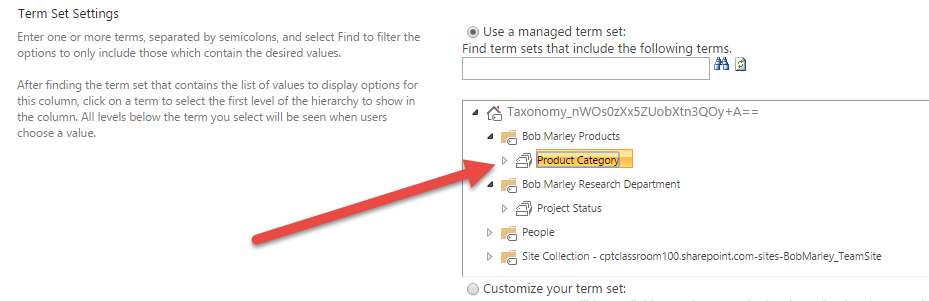 Term Set Settings
Enter one or more terms, separated by semicolons, and select Find to filter the
options to only include those which contain the desired values.
After finding the term set that contains the list of values to display options for
this column, click on a term to select the first level of the hierarchy to show in
the column. All levels below the term you select will be seen when users
choose a value.
Use a managed term set:
Find term sets that include the following terms.
Taxonomy_nWOs0zXx5ZUobXtn3QOy+A==
Bob Marley Products
Product Category
Bob Marley Research Department
Project Status
People
Site Collection - cptclassroom100.sharepoint.com-sites-BobMarley_TeamSite
Customize your term set: